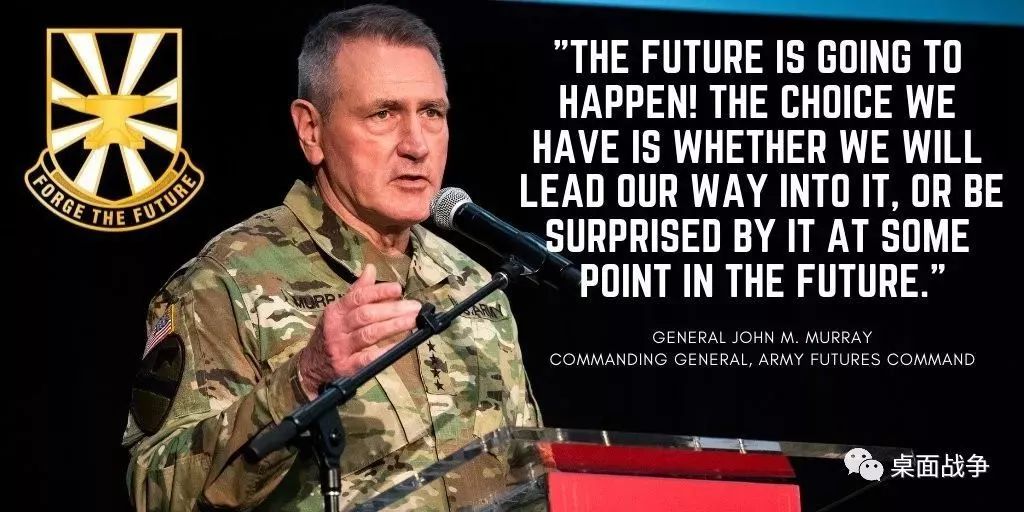 FORGE THE FUTURE
"THE FUTURE IS GOING TO
HAPPEN! THE CHOICE WE
HAVE IS WHETHER WE WILL
LEAD OUR WAY INTO IT, OR BE
SURPRISED BY IT AT SOME
POINT IN THE FUTURE."
GENERAL JOHN M. MURRAY
COMMANDING GENERAL, ARMY FUTURES COMMAND
U.S. ARMY
桌面战争